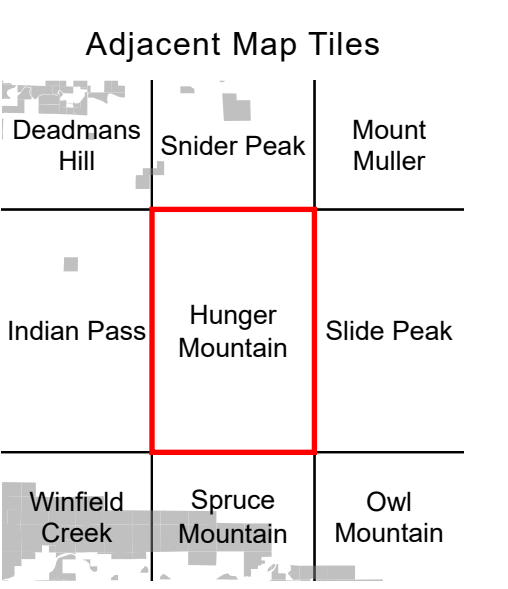 Adjacent Map Tiles
Deadmans
Hill
Snider Peak
Mount
Muller
Indian Pass
Hunger
Mountain
Slide Peak
Winfield
Creek
Spruce
Mountain
Owl
Mountain